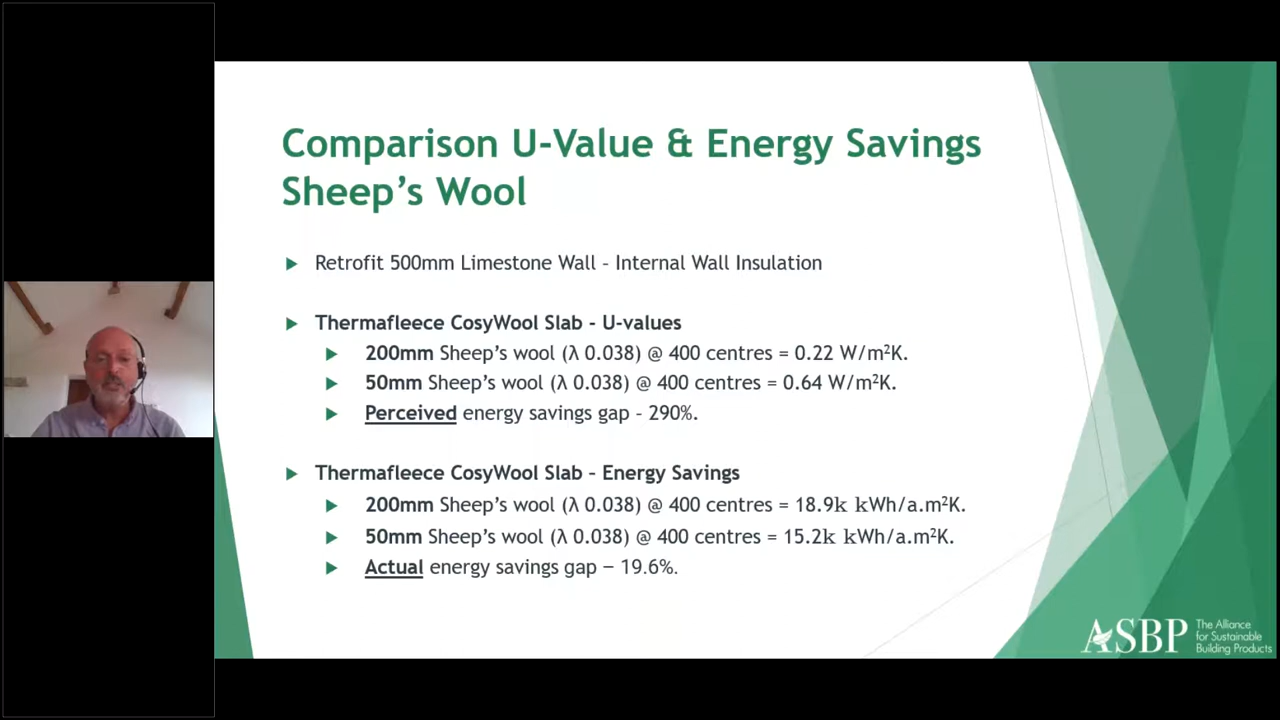 Comparison U-Value & Energy Savings
Sheep’s Wool
Retrofit 500mm Limestone Wall - Internal Wall Insulation
Thermafleece CosyWool Slab - U-values
200mm Sheep’s wool (λ 0.038) @ 400 centres = 0.22 W/m²K.
50mm Sheep’s wool (λ 0.038) @ 400 centres = 0.64 W/m²K.
Perceived energy savings gap - 290%.
Thermafleece CosyWool Slab – Energy Savings
200mm Sheep’s wool (λ 0.038) @ 400 centres = 18.9k kWh/a.m²K.
50mm Sheep’s wool (λ 0.038) @ 400 centres = 15.2k kWh/a.m²K.
Actual energy savings gap – 19.6%.
ASBP
The Alliance
for Sustainable
Building Products